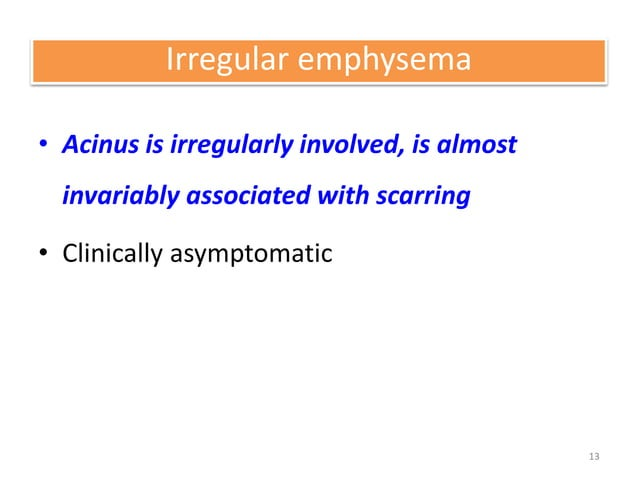 Irregular emphysema
• Acinus is irregularly involved, is almost
invariably associated with scarring
• Clinically asymptomatic
13